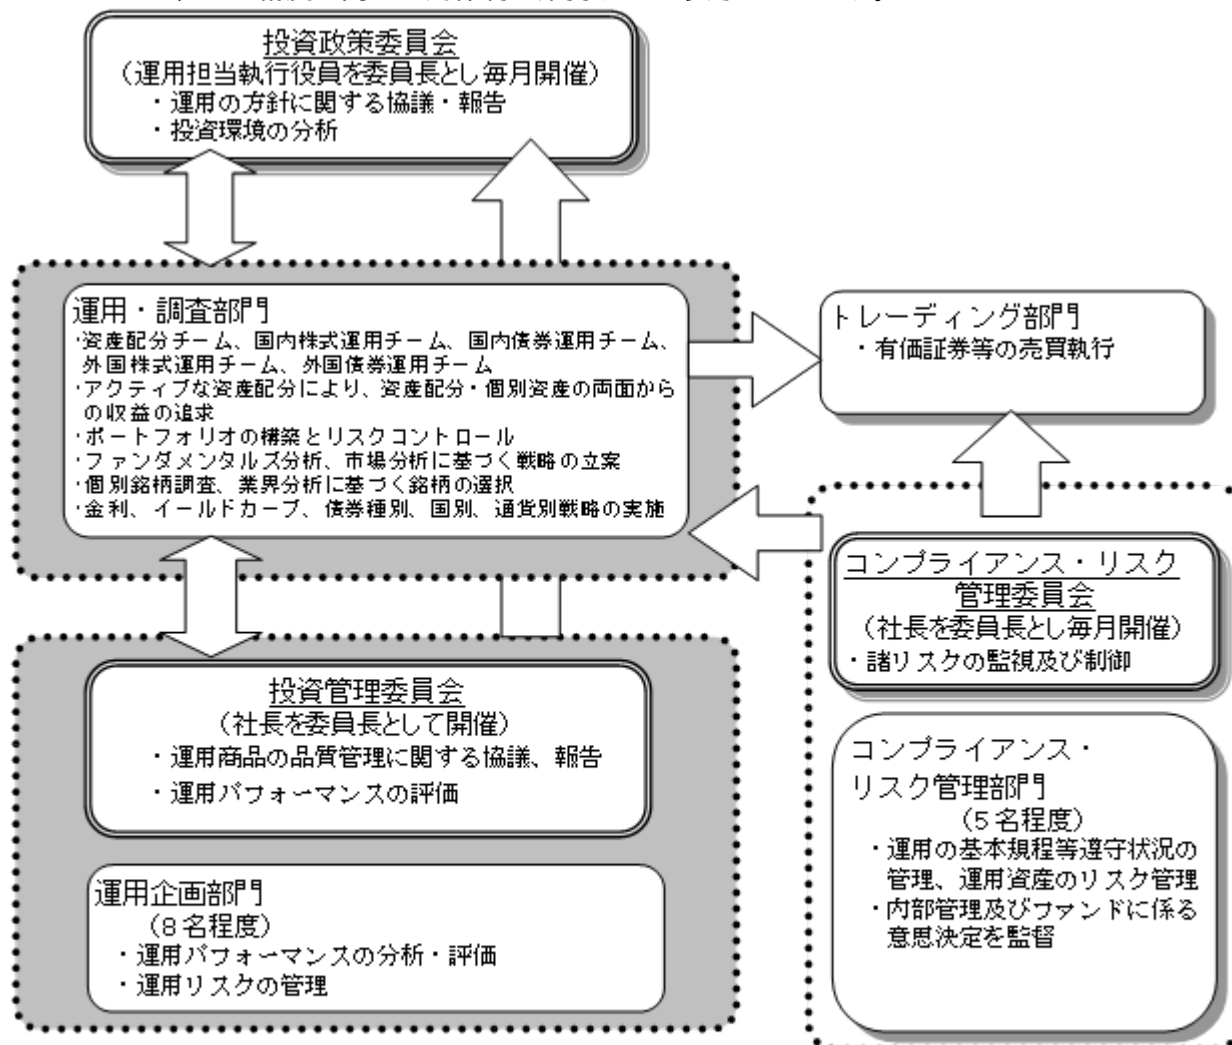 投資政策委員会
（運用担当執行役員を委員長とし毎月開催）
・運用の方針に関する協議・報告
・投資環境の分析
運用・調査部門
・資産配分チーム、国内株式運用チーム、国内債券運用チーム、
外国株式運用チーム、外国債券運用チーム
・アクティブな資産配分により、資産配分・個別資産の両面から
の収益の追求
・ポートフォリオの構築とリスクコントロール
・ファンダメンタルズ分析、市場分析に基づく戦略の立案
・個別銘柄調査、業界分析に基づく銘柄の選択
・金利、イールドカーブ、債券種別、国別、通貨別戦略の実施
トレーディング部門
・有価証券等の売買執行
投資管理委員会
（社長を委員長として開催）
・運用商品の品質管理に関する協議、報告
・運用パフォーマンスの評価
運用企画部門
（8名程度）
・運用パフォーマンスの分析・評価
・運用リスクの管理
コンプライアンス・リスク
管理委員会
（社長を委員長とし毎月開催）
・諸リスクの監視及び制御
コンプライアンス・
リスク管理部門
（5名程度）
・運用の基本規程等遵守状況の
管理、運用資産のリスク管理
・内部管理及びファンドに係る
意思決定を監督